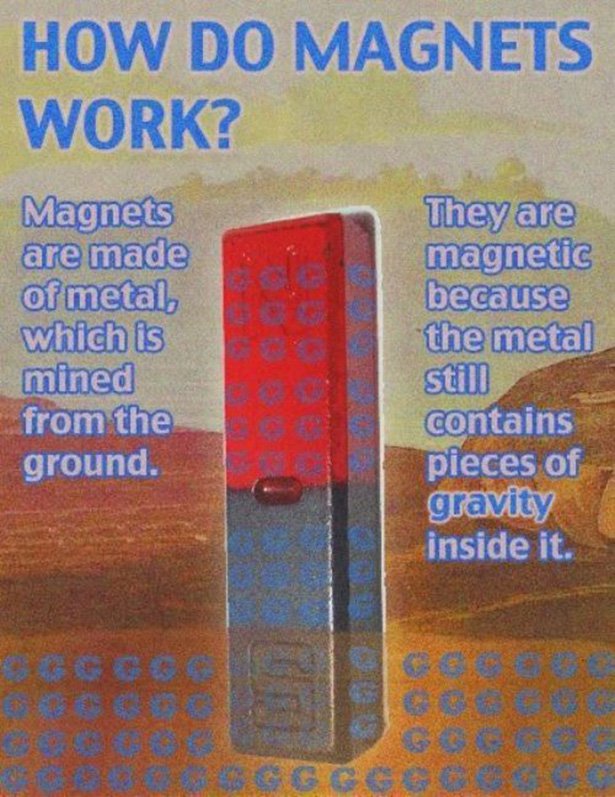 HOW DO MAGNETS
WORK?
Magnets
are made
of metal,
which is
mined
from the
ground.
They are
magnetic
because
the metal
still
contains
pieces of
gravity
inside it.